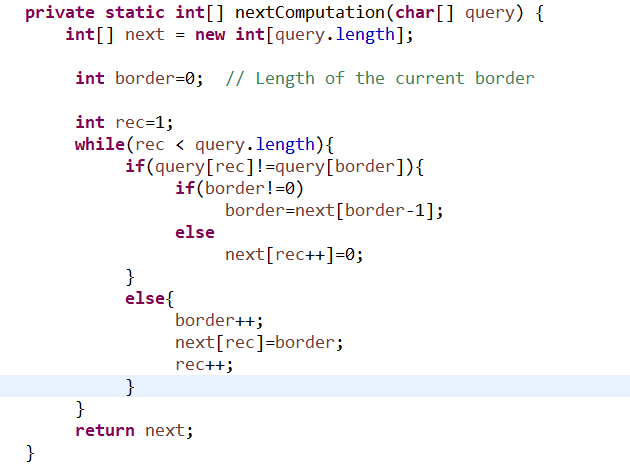 private static int[] nextComputation(char[] query) {
int[] next = new int[query.length];
int border=0;  // Length of the current border
int rec=1;
while(rec < query.length){
if(query[rec]!=query[border]){
if(border!=0)
border=next[border-1];
else
next[rec++]=0;
}
else{
border++;
next[rec]=border;
rec++;
}
}
return next;
}